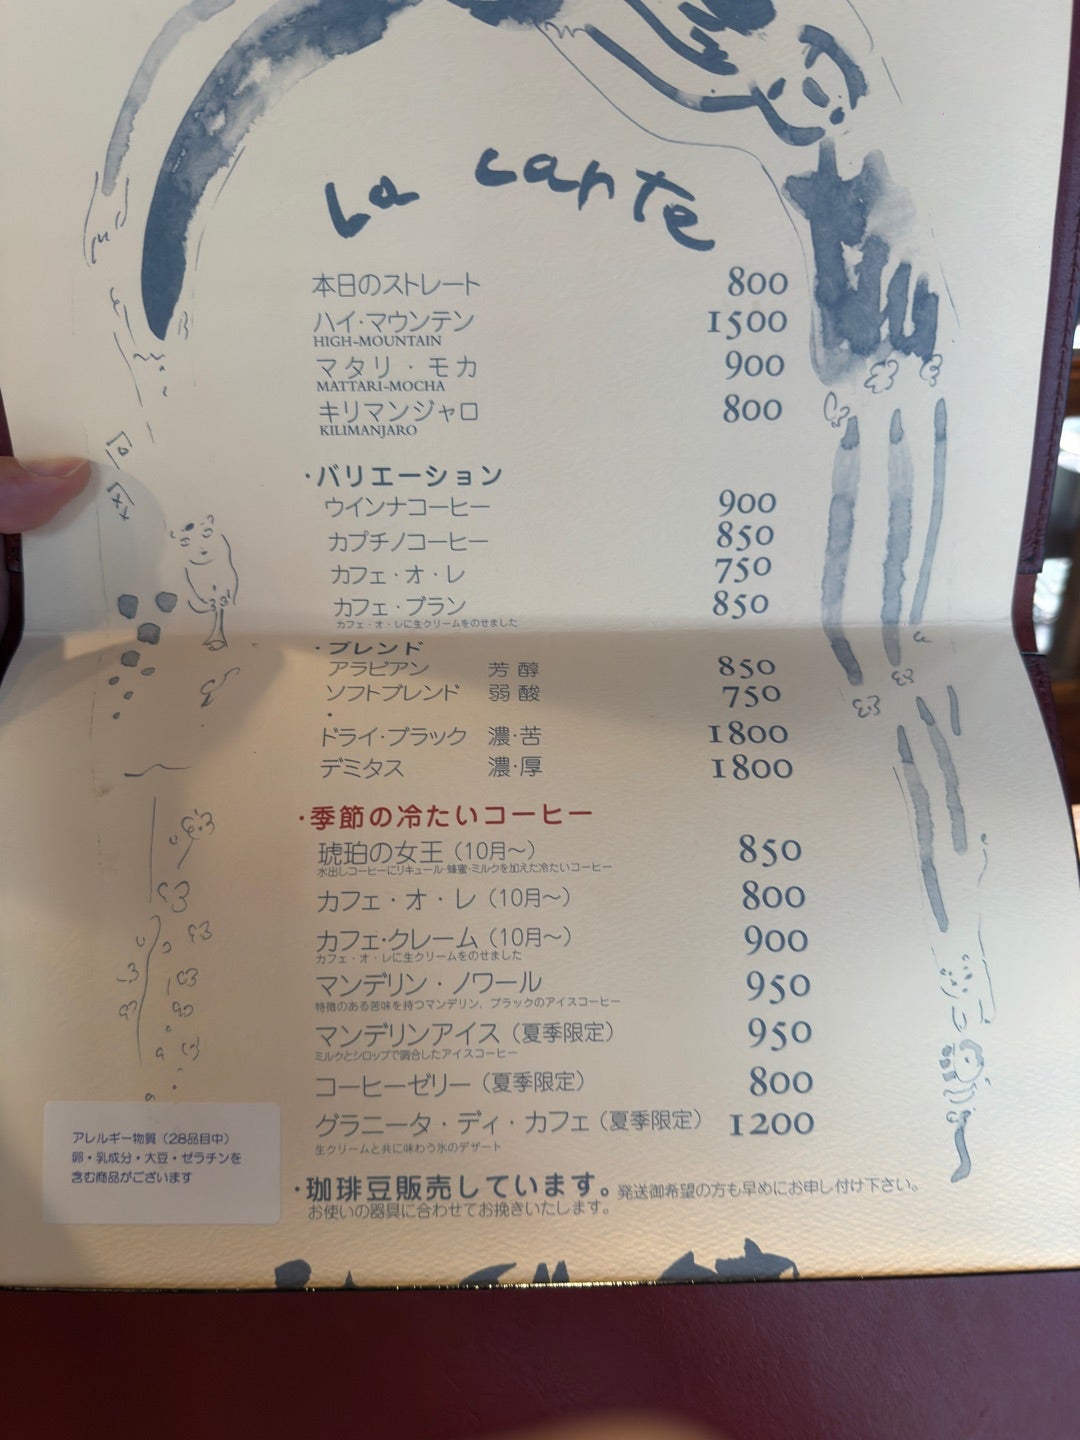 La carte
本日のストレート 800
ハイ・マウンテン 1500
HIGH-MOUNTAIN
マタリ・モカ 900
MATTARI-MOCHA
キリマンジャロ 800
KILIMANJARO
・バリエーション
ウインナコーヒー 900
カプチノコーヒー 850
カフェ・オ・レ 750
カフェ・ブラン 850
カフェ・オ・レに生クリームをのせました
・ブレンド
アラビアン 芳醇 850
ソフトブレンド 弱酸 750
・
ドライ・ブラック 濃・苦 1800
デミタス 濃・厚 1800
・季節の冷たいコーヒー
琥珀の女王(10月〜) 850
水出しコーヒーにリキュール・蜂蜜・ミルクを加えた冷たいコーヒー
カフェ・オ・レ(10月〜) 800
カフェ・クレーム(10月〜) 900
カフェ・オ・レに生クリームをのせました
マンデリン・ノワール 950
特徴のある苦味を持つマンデリン、ブラックのアイスコーヒー
マンデリンアイス(夏季限定) 950
ミルクとシロップで調合したアイスコーヒー
コーヒーゼリー(夏季限定) 800
グラニータ・ディ・カフェ(夏季限定) 1200
生クリームと共に味わう氷のデザート
・珈琲豆販売しています。発送御希望の方も早めにお申し付け下さい。
お使いの器具に合わせてお挽きいたします。
アレルギー物質(28品目中)
卵・乳成分・大豆・ゼラチンを
含む商品がございます